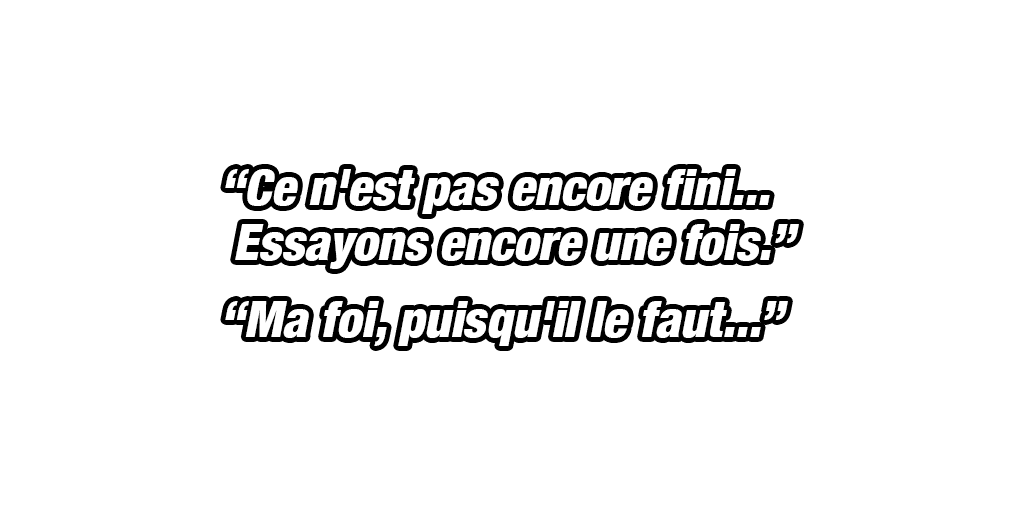 “Ce n'est pas encore fini...
Essayons encore une fois.”
“Ma foi, puisqu'il le faut...”